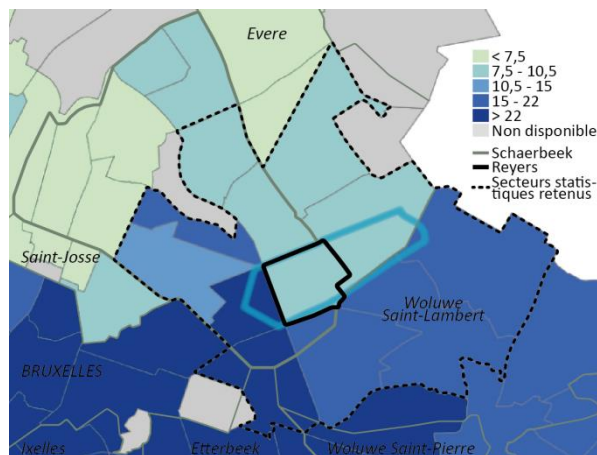 Evere
< 7,5
7,5 - 10,5
10,5 - 15
15 - 22
> 22
Non disponible
Schaerbeek
Reyers
Secteurs statis-
tiques retenus
Saint-Josse
Woluwe
Saint-Lambert
BRUXELLES
Ixelles
Etterbeek
Woluwe Saint-Pierre